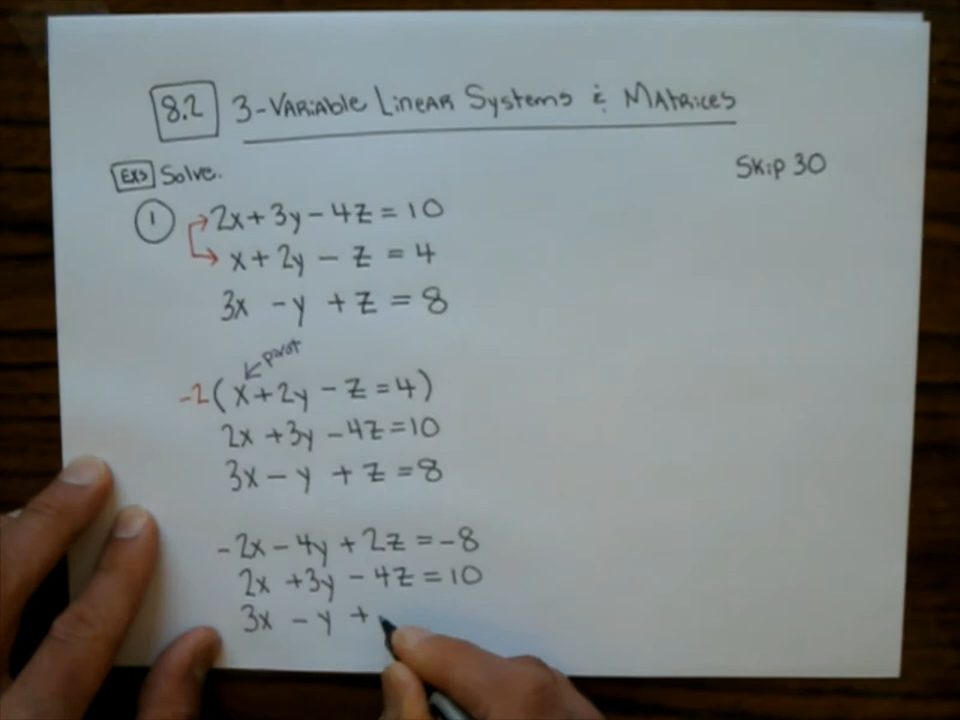 8.2 3-Variable Linear Systems & Matrices
Exs Solve.
Skip 30
1 2x + 3y - 4z = 10
x + 2y - z = 4
3x - y + z = 8
pivot
-2 ( x + 2y - z = 4 )
2x + 3y - 4z = 10
3x - y + z = 8
-2x - 4y + 2z = -8
2x + 3y - 4z = 10
3x - y +